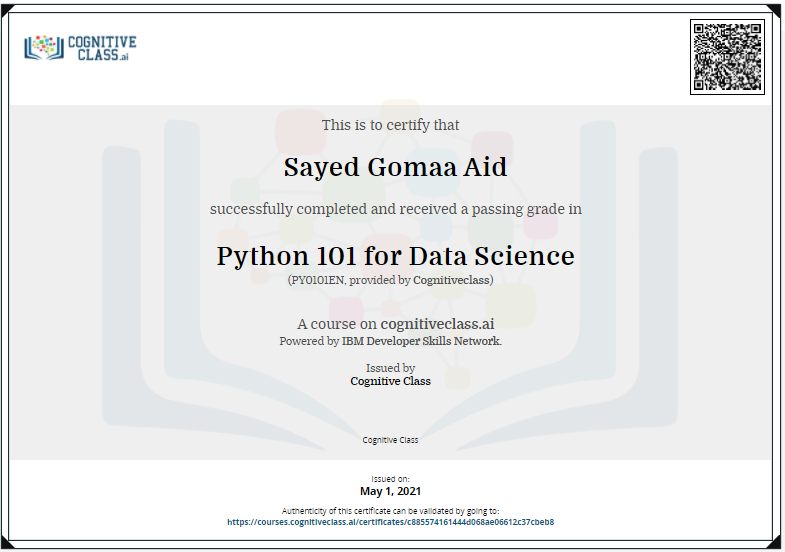 COGNITIVE
CLASS.ai
This is to certify that
Sayed Gomaa Aid
successfully completed and received a passing grade in
Python 101 for Data Science
(PY0101EN, provided by Cognitiveclass)
A course on cognitiveclass.ai
Powered by IBM Developer Skills Network.
Issued by
Cognitive Class
Cognitive Class
Issued on:
May 1, 2021
Authenticity of this certificate can be validated by going to:
https://courses.cognitiveclass.ai/certificates/c885574161444d068ae06612c37cbeb8